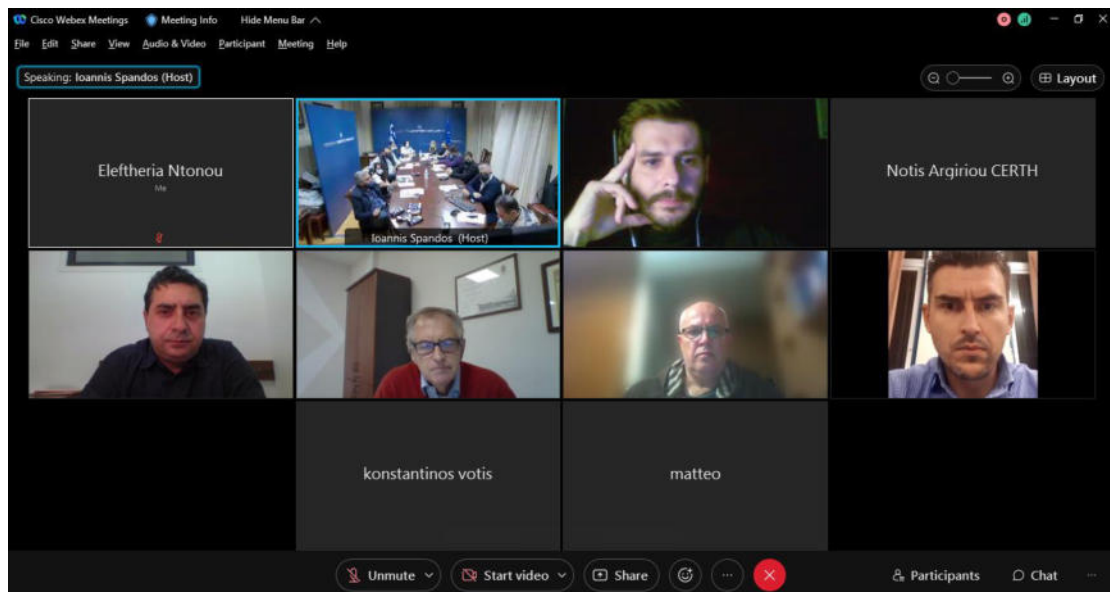 Cisco Webex Meetings Meeting Info Hide Menu Bar
File Edit Share View Audio & Video Participant Meeting Help
Speaking: Ioannis Spandos (Host)
Layout
Eleftheria Ntonou
Me
Ioannis Spandos (Host)
Notis Argiriou CERTH
konstantinos votis
matteo
Unmute Start video Share Participants Chat